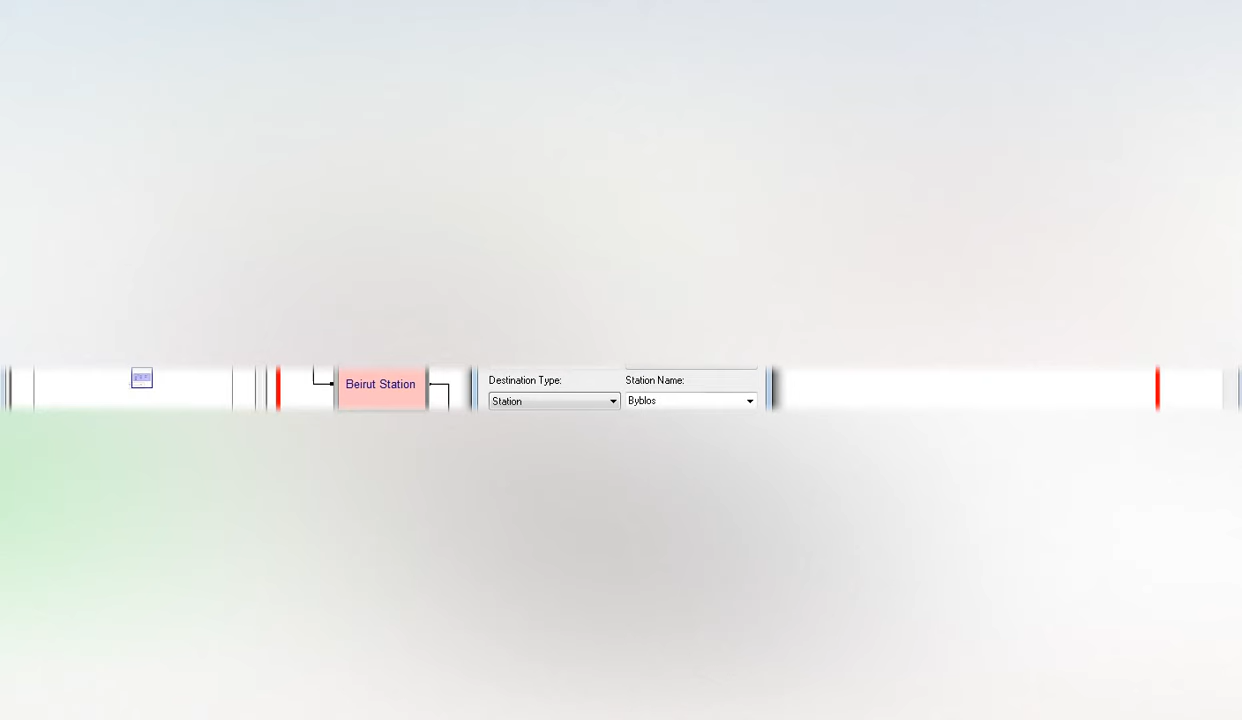 Beirut Station
Destination Type:
Station Name:
Station
Byblos